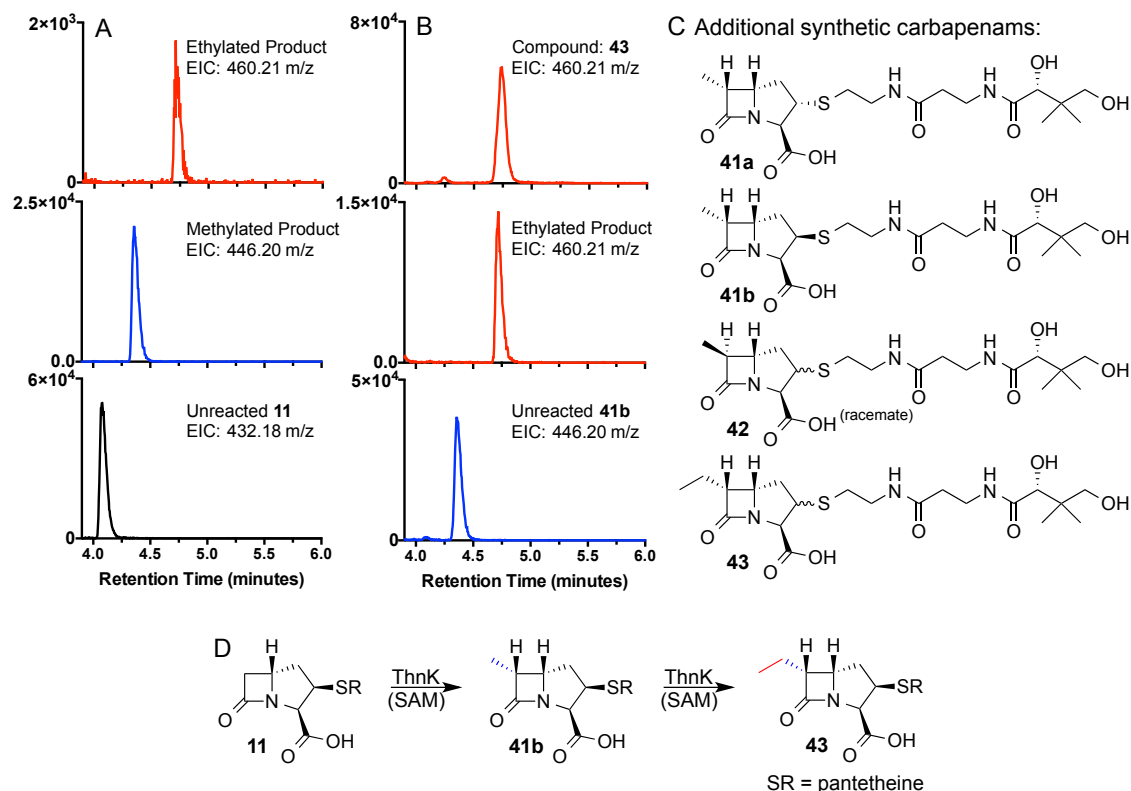 A
2×10³
0
Ethylated Product
EIC: 460.21 m/z
2.5×10⁴
0.0
Methylated Product
EIC: 446.20 m/z
6×10⁴
0
Unreacted 11
EIC: 432.18 m/z
4.0 4.5 5.0 5.5 6.0
Retention Time (minutes)
B
8×10⁴
0
Compound: 43
EIC: 460.21 m/z
1.5×10⁴
0.0
Ethylated Product
EIC: 460.21 m/z
5×10⁴
0
Unreacted 41b
EIC: 446.20 m/z
4.0 4.5 5.0 5.5 6.0
Retention Time (minutes)
C Additional synthetic carbapenams:
H H OH
S H N H N OH
O N O O
O OH
41a
H H OH
S H N H N OH
O N O O
O OH
41b
H H OH
S H N H N OH
O N O O
O OH (racemate)
42
H H OH
S H N H N OH
O N O O
O OH
43
D
H
SR
O N
O OH
11
ThnK
(SAM)
H H
SR
O N
O OH
41b
ThnK
(SAM)
H H
SR
O N
O OH
43
SR = pantetheine